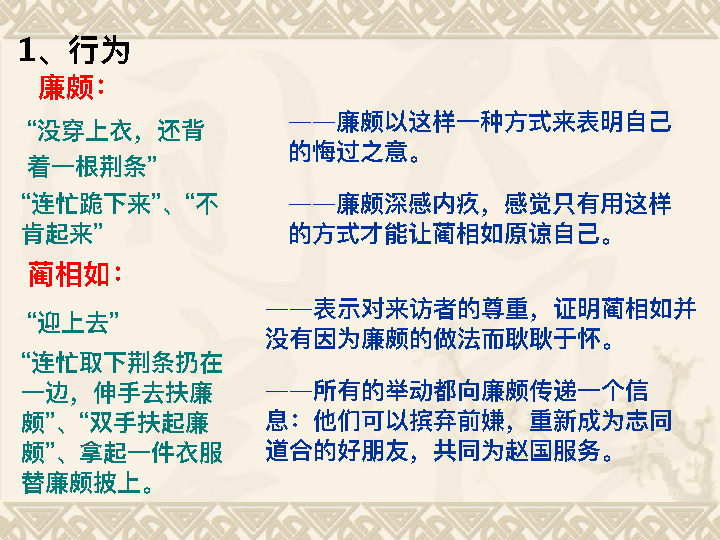 1、行为
廉颇：
“没穿上衣，还背
着一根荆条”
——廉颇以这样一种方式来表明自己
的悔过之意。
“连忙跪下来”、“不
肯起来”
——廉颇深感内疚，感觉只有用这样
的方式才能让蔺相如原谅自己。
蔺相如：
“迎上去”
——表示对来访者的尊重，证明蔺相如并
没有因为廉颇的做法而耿耿于怀。
“连忙取下荆条扔在
一边，伸手去扶廉
颇”、“双手扶起廉
颇”、拿起一件衣服
替廉颇披上。
——所有的举动都向廉颇传递一个信
息：他们可以摈弃前嫌，重新成为志同
道合的好朋友，共同为赵国服务。